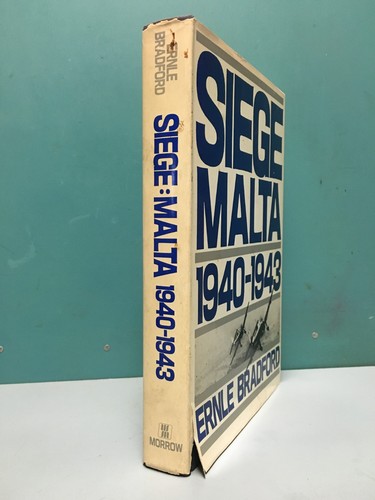 ERNLE
BRADFORD
SIEGE: MALTA 1940-1943
MORROW
SIEGE
MALTA
1940-1943
ERNLE BRADFORD